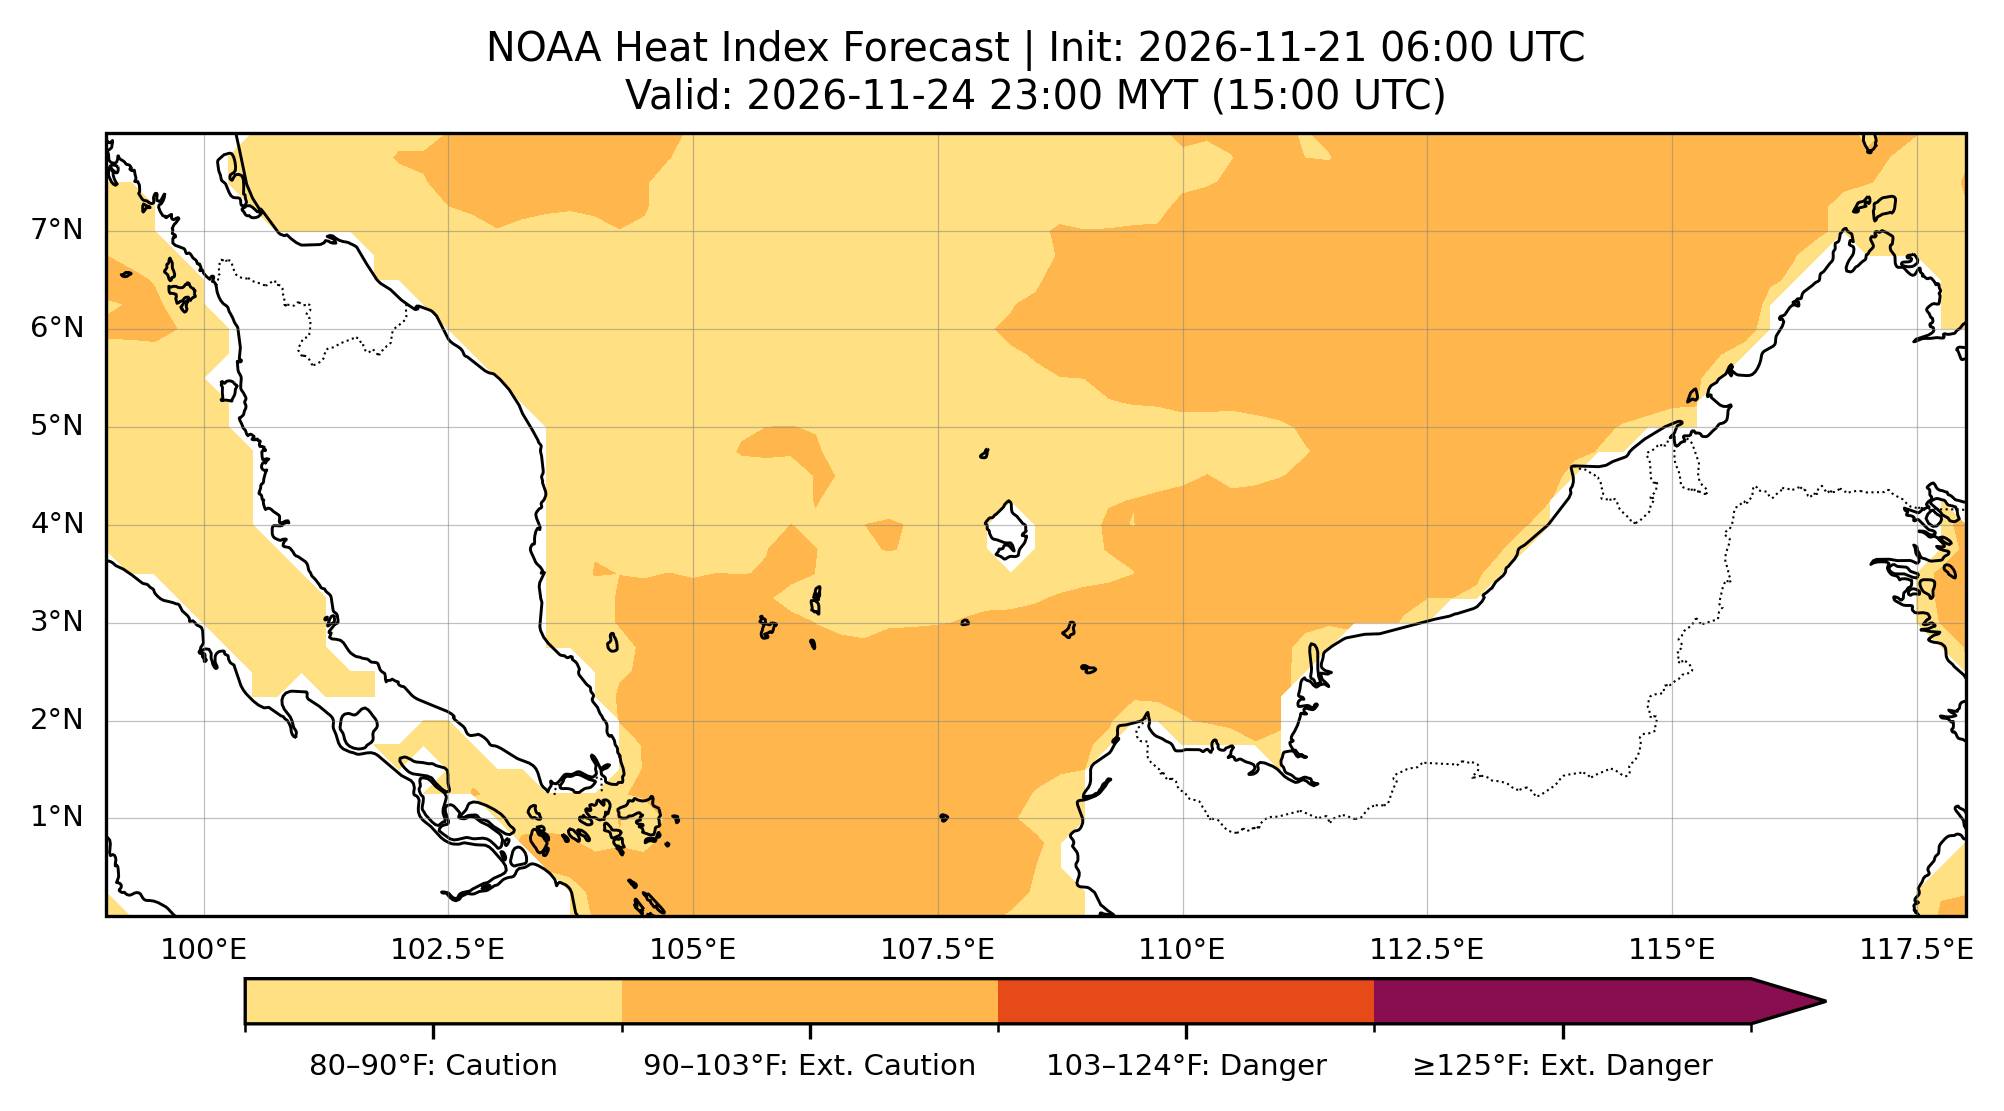 NOAA Heat Index Forecast | Init: 2026-11-21 06:00 UTC
Valid: 2026-11-24 23:00 MYT (15:00 UTC)
7°N
6°N
5°N
4°N
3°N
2°N
1°N
100°E 102.5°E 105°E 107.5°E 110°E 112.5°E 115°E 117.5°E
80–90°F: Caution 90–103°F: Ext. Caution 103–124°F: Danger ≥125°F: Ext. Danger